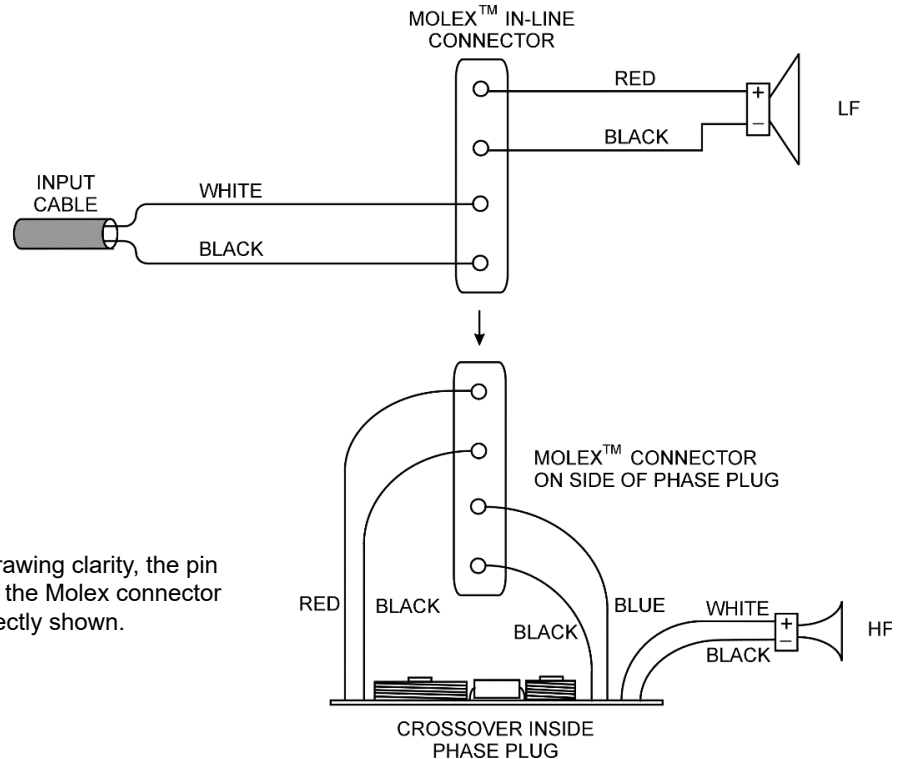 MOLEX™ IN-LINE
CONNECTOR
RED
+
LF
BLACK
−
INPUT
CABLE
WHITE
BLACK
MOLEX™ CONNECTOR
ON SIDE OF PHASE PLUG
rawing clarity, the pin
the Molex connector
ectly shown.
RED
BLACK
BLACK
BLUE
WHITE
+
HF
−
BLACK
CROSSOVER INSIDE
PHASE PLUG